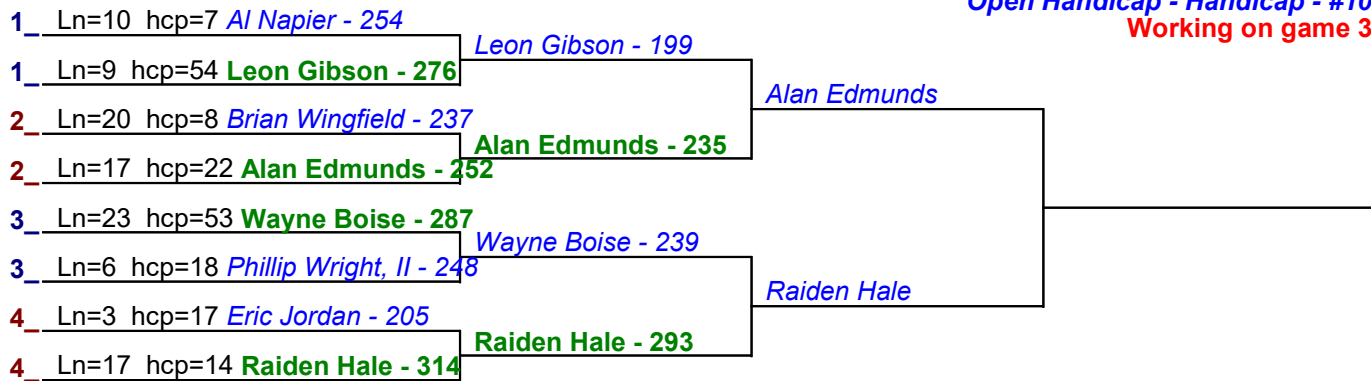 Open Handicap - Handicap - #10
Working on game 3
1_ Ln=10 hcp=7 Al Napier - 254
Leon Gibson - 199
1_ Ln=9 hcp=54 Leon Gibson - 276
Alan Edmunds
2_ Ln=20 hcp=8 Brian Wingfield - 237
Alan Edmunds - 235
2_ Ln=17 hcp=22 Alan Edmunds - 252
3_ Ln=23 hcp=53 Wayne Boise - 287
Wayne Boise - 239
3_ Ln=6 hcp=18 Phillip Wright, II - 248
Raiden Hale
4_ Ln=3 hcp=17 Eric Jordan - 205
Raiden Hale - 293
4_ Ln=17 hcp=14 Raiden Hale - 314